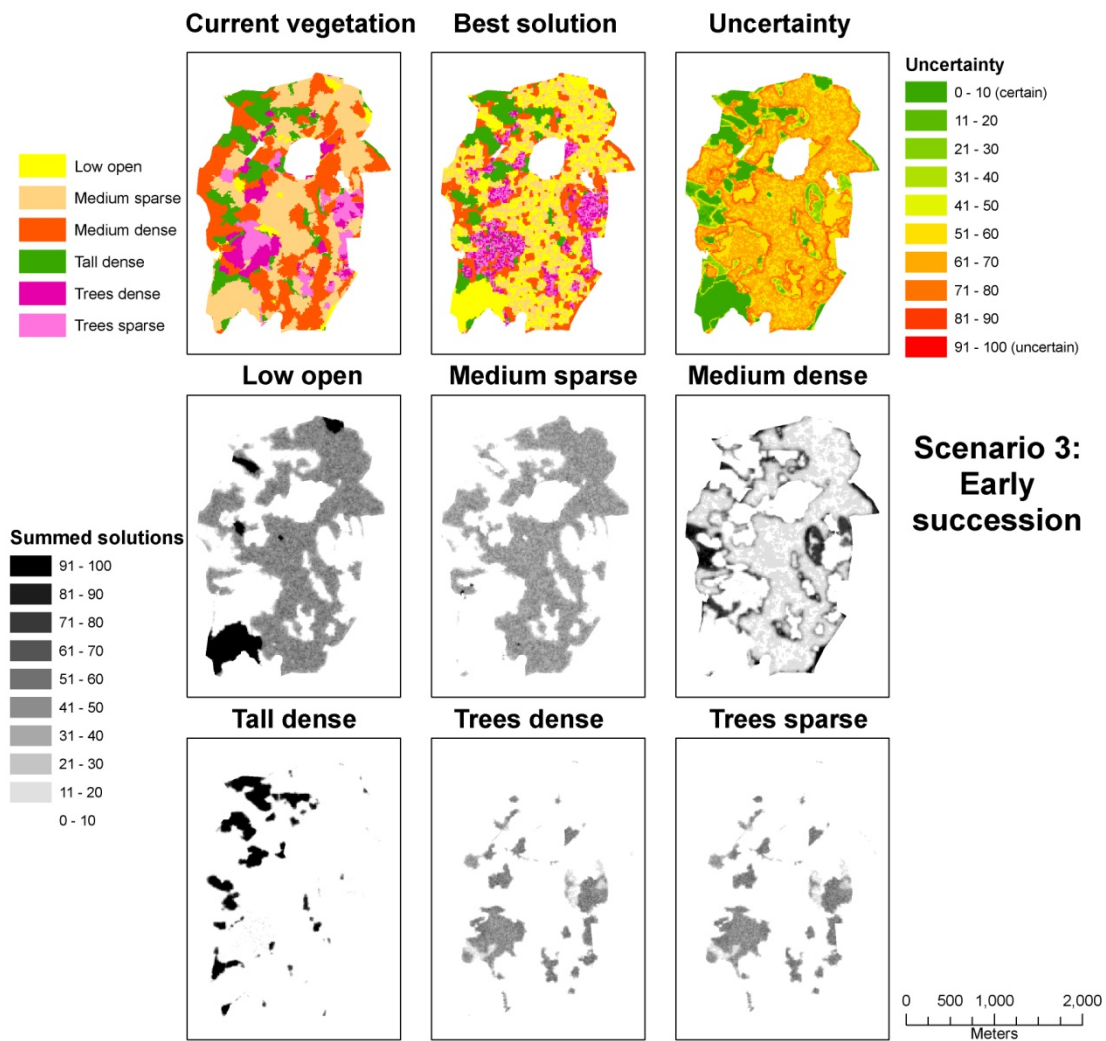 Current vegetation
Best solution
Uncertainty
Low open
Medium sparse
Medium dense
Tall dense
Trees dense
Trees sparse
Uncertainty
0 - 10 (certain)
11 - 20
21 - 30
31 - 40
41 - 50
51 - 60
61 - 70
71 - 80
81 - 90
91 - 100 (uncertain)
Low open
Medium sparse
Medium dense
Scenario 3:
Early
succession
Summed solutions
91 - 100
81 - 90
71 - 80
61 - 70
51 - 60
41 - 50
31 - 40
21 - 30
11 - 20
0 - 10
Tall dense
Trees dense
Trees sparse
0 500 1,000 2,000
Meters